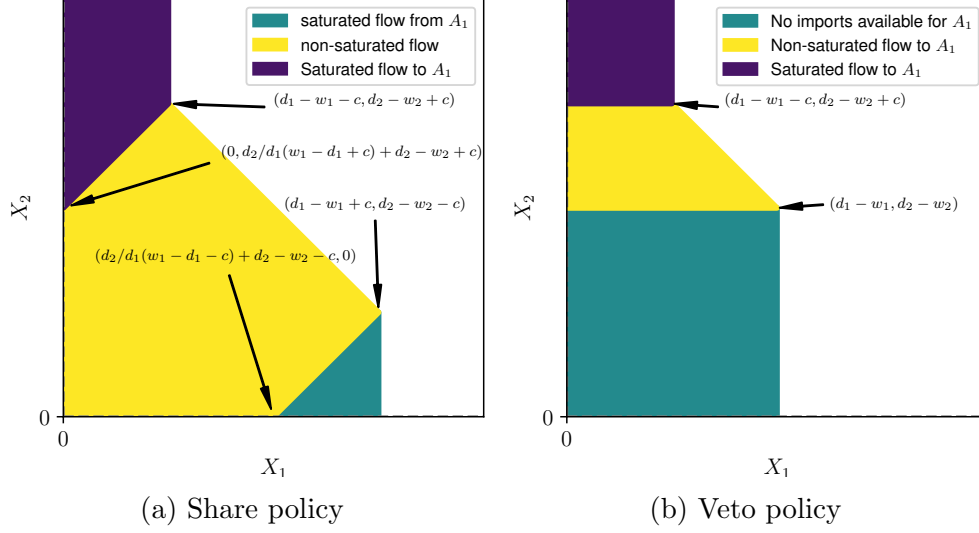 saturated flow from A₁
non-saturated flow
Saturated flow to A₁
(d₁ − w₁ − c, d₂ − w₂ + c)
(0, d₂/d₁(w₁ − d₁ + c) + d₂ − w₂ + c)
(d₁ − w₁ + c, d₂ − w₂ − c)
(d₂/d₁(w₁ − d₁ − c) + d₂ − w₂ − c, 0)
X₂
0
0
X₁
(a) Share policy
No imports available for A₁
Non-saturated flow to A₁
Saturated flow to A₁
(d₁ − w₁ − c, d₂ − w₂ + c)
(d₁ − w₁, d₂ − w₂)
X₂
0
0
X₁
(b) Veto policy